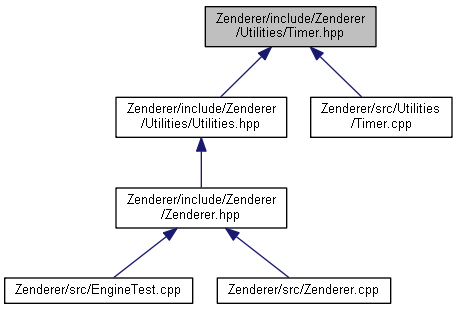 Zenderer/include/Zenderer
/Utilities/Timer.hpp
Zenderer/include/Zenderer
/Utilities/Utilities.hpp
Zenderer/src/Utilities
/Timer.cpp
Zenderer/include/Zenderer
/Zenderer.hpp
Zenderer/src/EngineTest.cpp
Zenderer/src/Zenderer.cpp